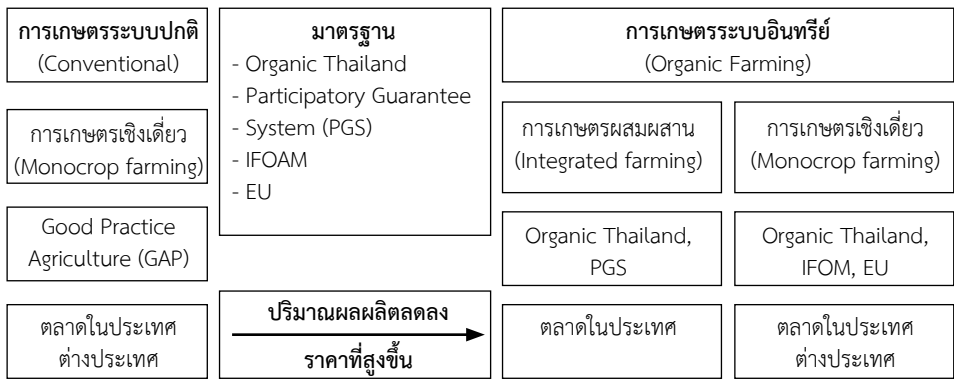 การเกษตรระบบปกติ
(Conventional)
มาตรฐาน
- Organic Thailand
- Participatory Guarantee
- System (PGS)
- IFOAM
- EU
การเกษตรระบบอินทรีย์
(Organic Farming)
การเกษตรเชิงเดี่ยว
(Monocrop farming)
การเกษตรผสมผสาน
(Integrated farming)
การเกษตรเชิงเดี่ยว
(Monocrop farming)
Good Practice
Agriculture (GAP)
Organic Thailand,
PGS
Organic Thailand,
IFOM, EU
ตลาดในประเทศ
ต่างประเทศ
ปริมาณผลผลิตลดลง
ราคาที่สูงขึ้น
ตลาดในประเทศ
ตลาดในประเทศ
ต่างประเทศ